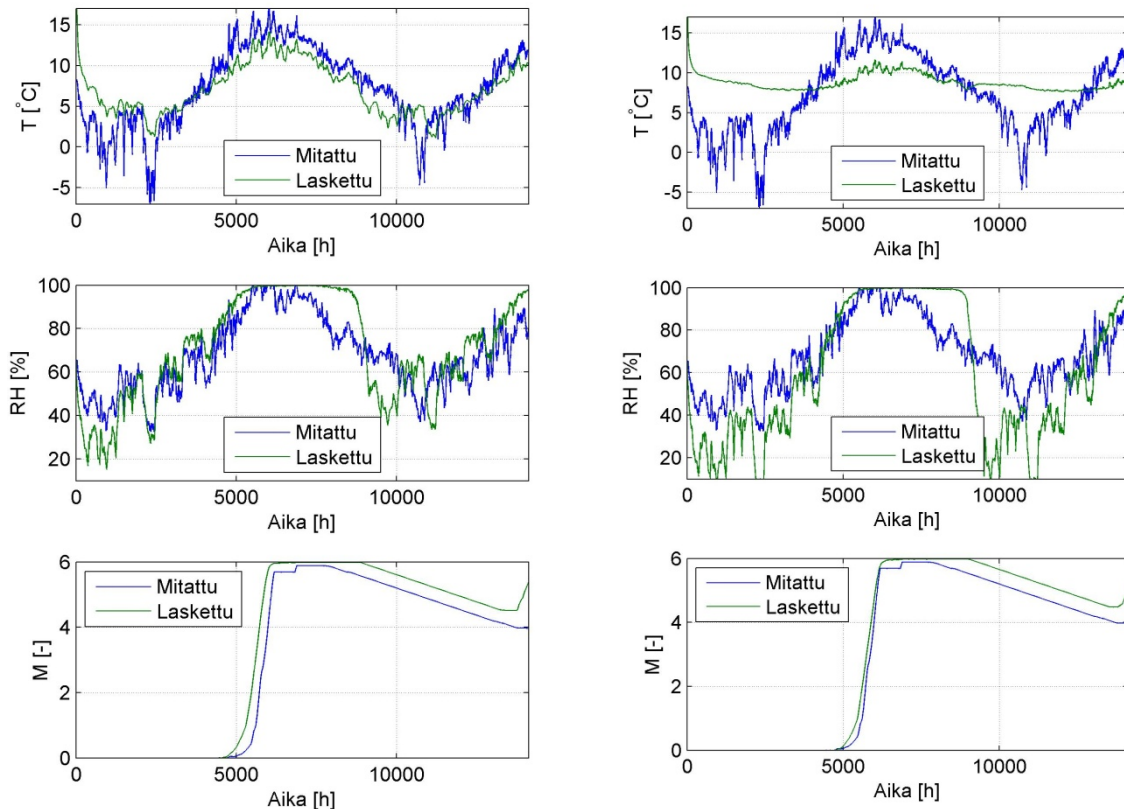 15
10
5
0
-5
T [°C]
Mitattu
Laskettu
0
5000
10000
Aika [h]
15
10
5
0
-5
T [°C]
Mitattu
Laskettu
0
5000
10000
Aika [h]
100
80
60
40
20
RH [%]
Mitattu
Laskettu
0
5000
10000
Aika [h]
100
80
60
40
20
RH [%]
Mitattu
Laskettu
0
5000
10000
Aika [h]
6
4
2
0
M [-]
Mitattu
Laskettu
0
5000
10000
Aika [h]
6
4
2
0
M [-]
Mitattu
Laskettu
0
5000
10000
Aika [h]